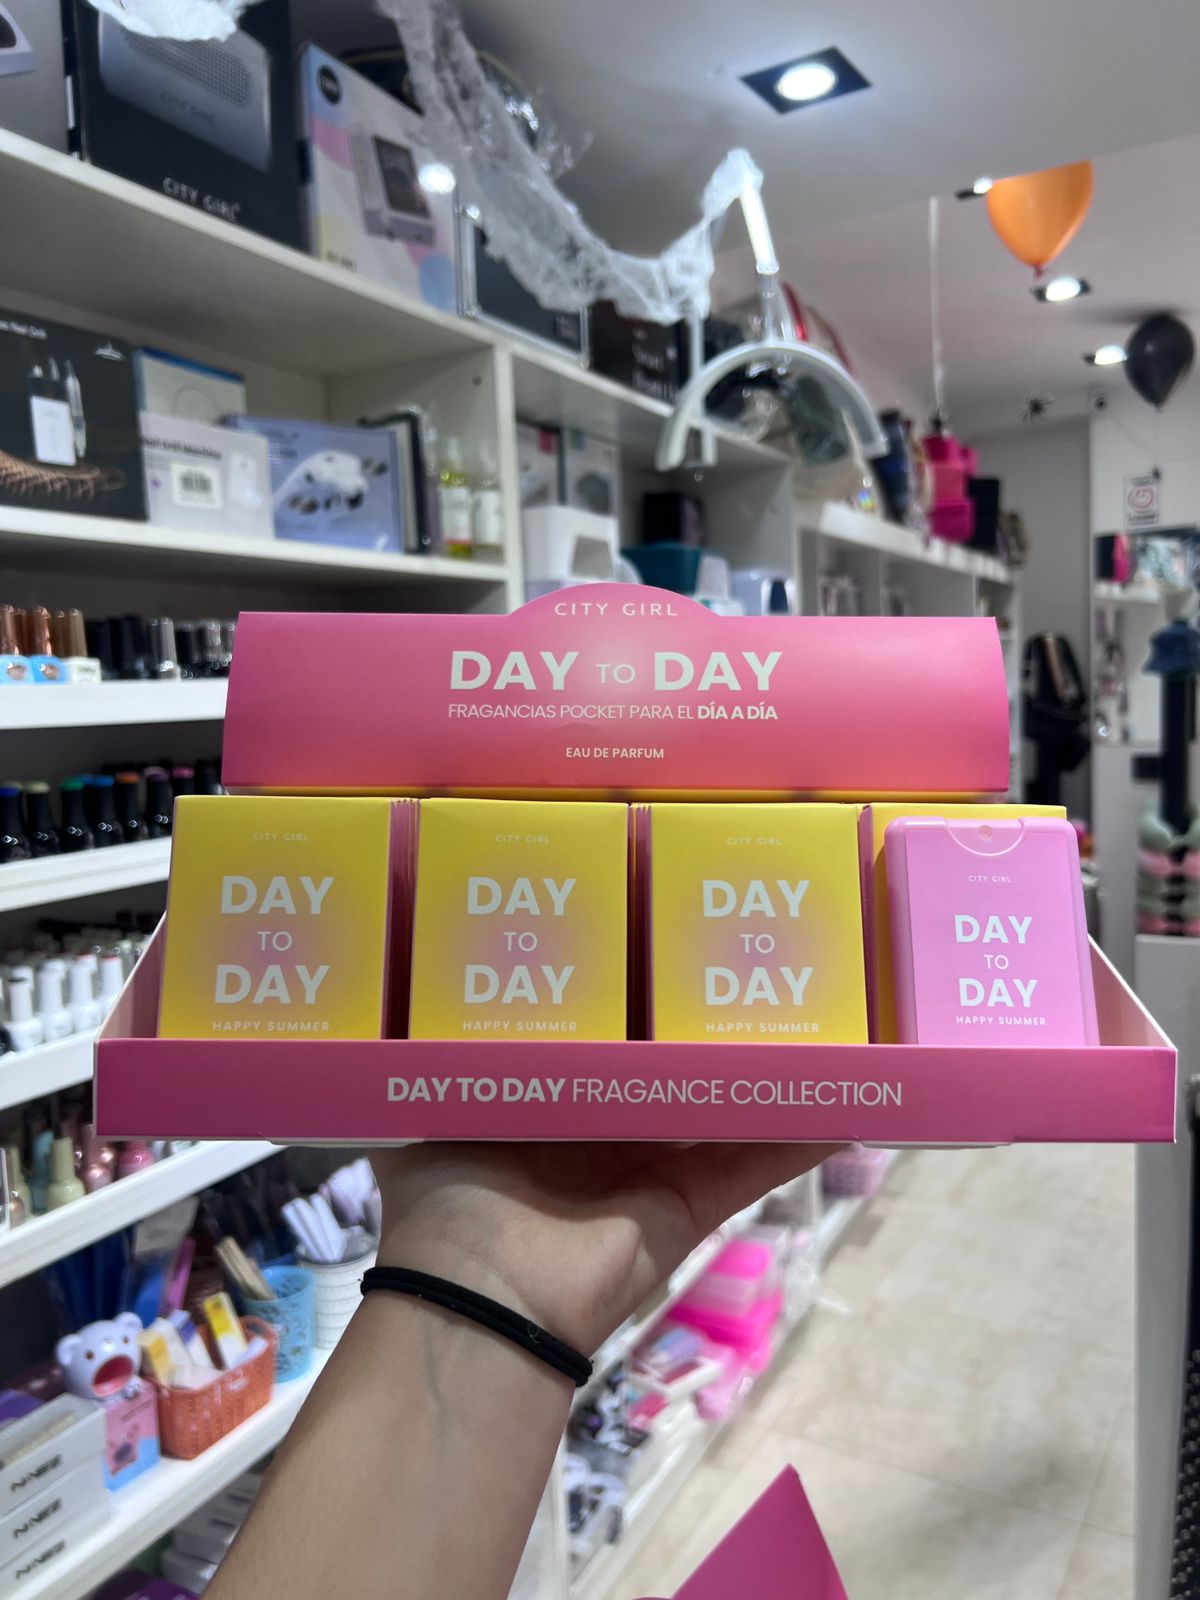 CITY GIRL
CITY GIRL
DAY TO DAY
FRAGANCIAS POCKET PARA EL DÍA A DÍA
EAU DE PARFUM
CITY GIRL
DAY
TO
DAY
HAPPY SUMMER
CITY GIRL
DAY
TO
DAY
HAPPY SUMMER
CITY GIRL
DAY
TO
DAY
HAPPY SUMMER
CITY GIRL
DAY
TO
DAY
HAPPY SUMMER
DAY TO DAY FRAGANCE COLLECTION